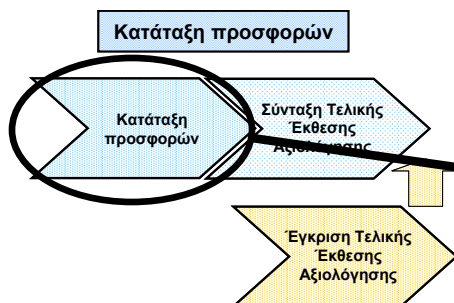 Κατάταξη προσφορών
Κατάταξη
προσφορών
Σύνταξη Τελικής
Έκθεσης
Αξιολόγησης
Έγκριση Τελικής
Έκθεσης
Αξιολόγησης